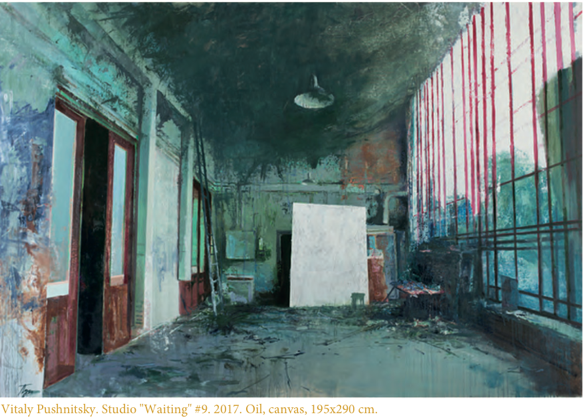 Vitaly Pushnitsky. Studio "Waiting" #9. 2017. Oil, canvas, 195x290 cm.